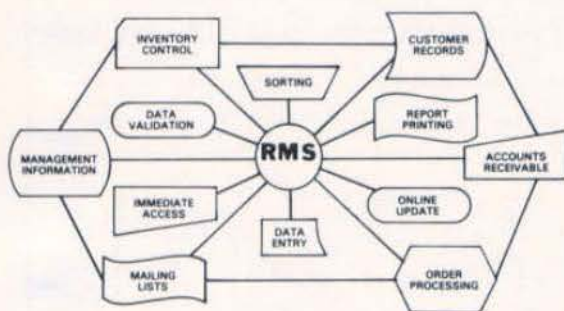 INVENTORY
CONTROL
CUSTOMER
RECORDS
SORTING
DATA
VALIDATION
REPORT
PRINTING
RMS
MANAGEMENT
INFORMATION
ACCOUNTS
RECEIVABLE
IMMEDIATE
ACCESS
ONLINE
UPDATE
DATA
ENTRY
MAILING
LISTS
ORDER
PROCESSING